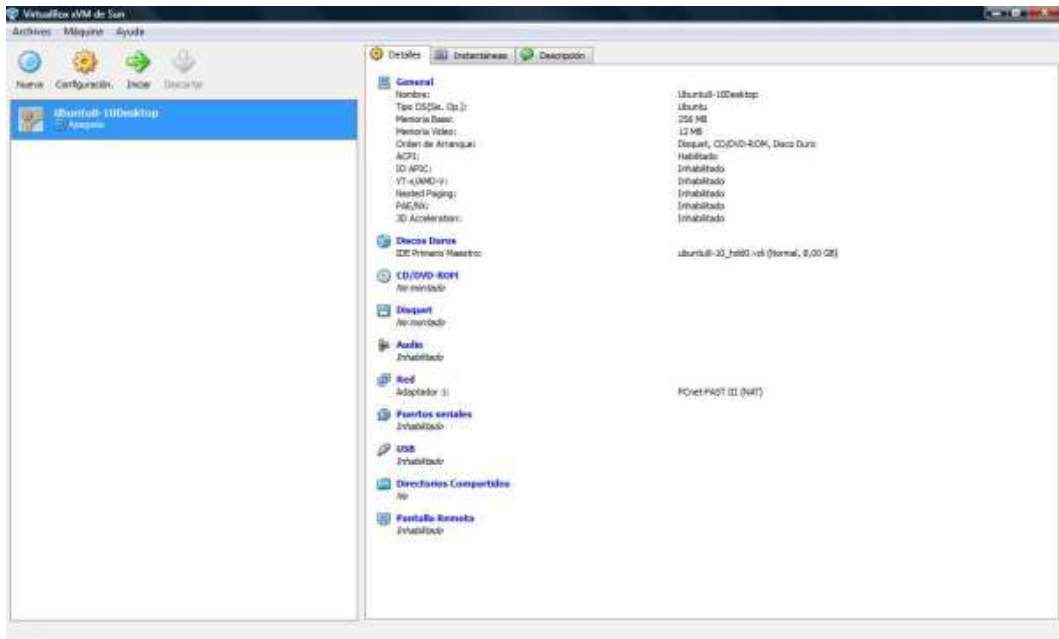 VirtualBox xVM de Sun
Archivos Máquina Ayuda
Nueva Configuración. Iniciar Descartar
Ubuntu8-10Desktop
Apagada
Detalles Instantáneas Descripción
General
Nombre: Ubuntu8-10Desktop
Tipo OS(Sis. Op.): Ubuntu
Memoria Base: 256 MB
Memoria Video: 12 MB
Orden de Arranque: Disquet, CD/DVD-ROM, Disco Duro
ACPI: Habilitado
IO APIC: Inhabilitado
VT-x/AMD-V: Inhabilitado
Nested Paging: Inhabilitado
PAE/NX: Inhabilitado
3D Acceleration: Inhabilitado
Discos Duros
IDE Primario Maestro: ubuntu8-10_hdd0.vdi (Normal, 8,00 GB)
CD/DVD-ROM
No montado
Disquet
No montado
Audio
Inhabilitado
Red
Adaptador 1: PCnet-FAST III (NAT)
Puertos seriales
Inhabilitado
USB
Inhabilitado
Directorios Compartidos
No
Pantalla Remota
Inhabilitado